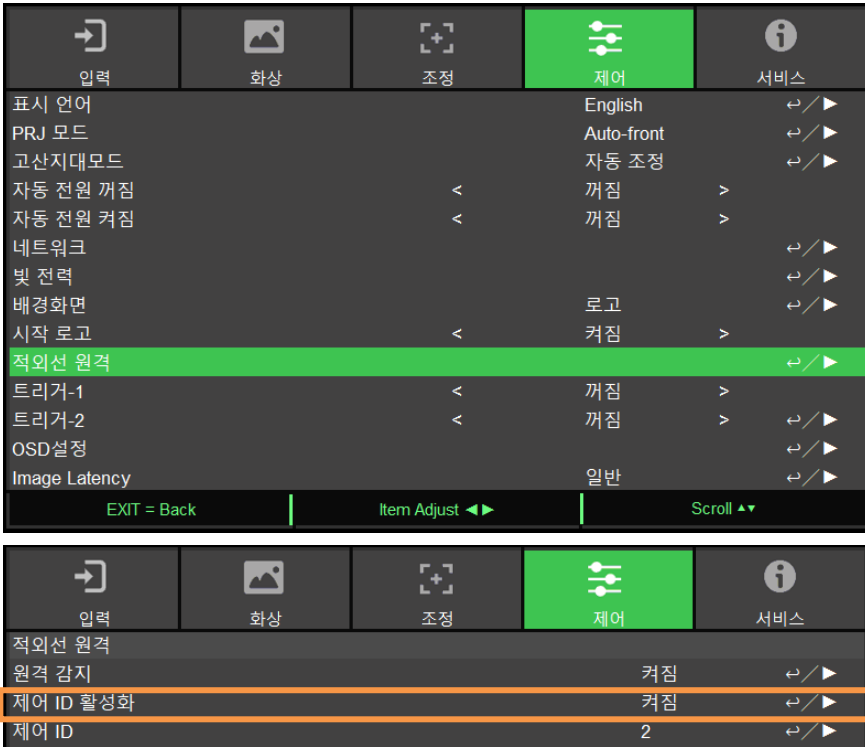 입력 화상 조정 제어 서비스
표시 언어 English ↩/▶
PRJ 모드 Auto-front ↩/▶
고산지대모드 자동 조정 ↩/▶
자동 전원 꺼짐 < 꺼짐 >
자동 전원 켜짐 < 꺼짐 >
네트워크 ↩/▶
빛 전력 ↩/▶
배경화면 로고 ↩/▶
시작 로고 < 켜짐 >
적외선 원격 ↩/▶
트리거-1 < 꺼짐 >
트리거-2 < 꺼짐 > ↩/▶
OSD설정 ↩/▶
Image Latency 일반 ↩/▶
EXIT = Back Item Adjust ◀▶ Scroll ▲▼
입력 화상 조정 제어 서비스
적외선 원격
원격 감지 켜짐 ↩/▶
제어 ID 활성화 켜짐 ↩/▶
제어 ID 2 ↩/▶